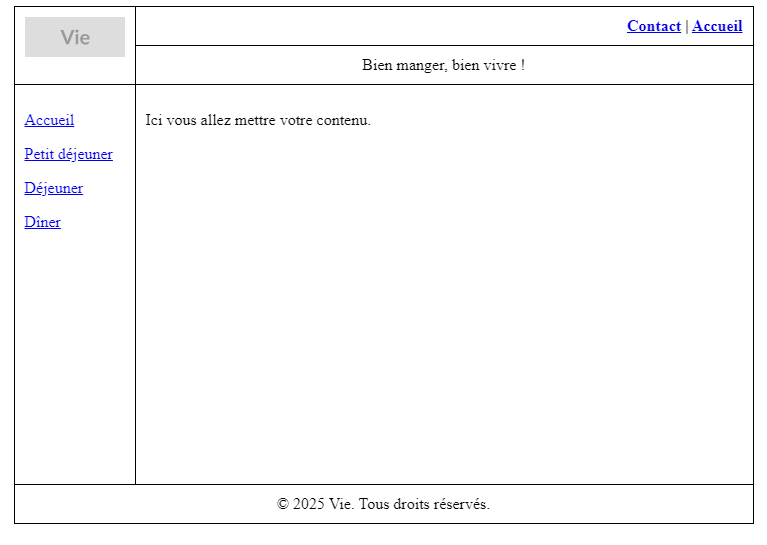 Vie
Contact | Accueil
Bien manger, bien vivre !
Accueil
Petit déjeuner
Déjeuner
Dîner
Ici vous allez mettre votre contenu.
© 2025 Vie. Tous droits réservés.